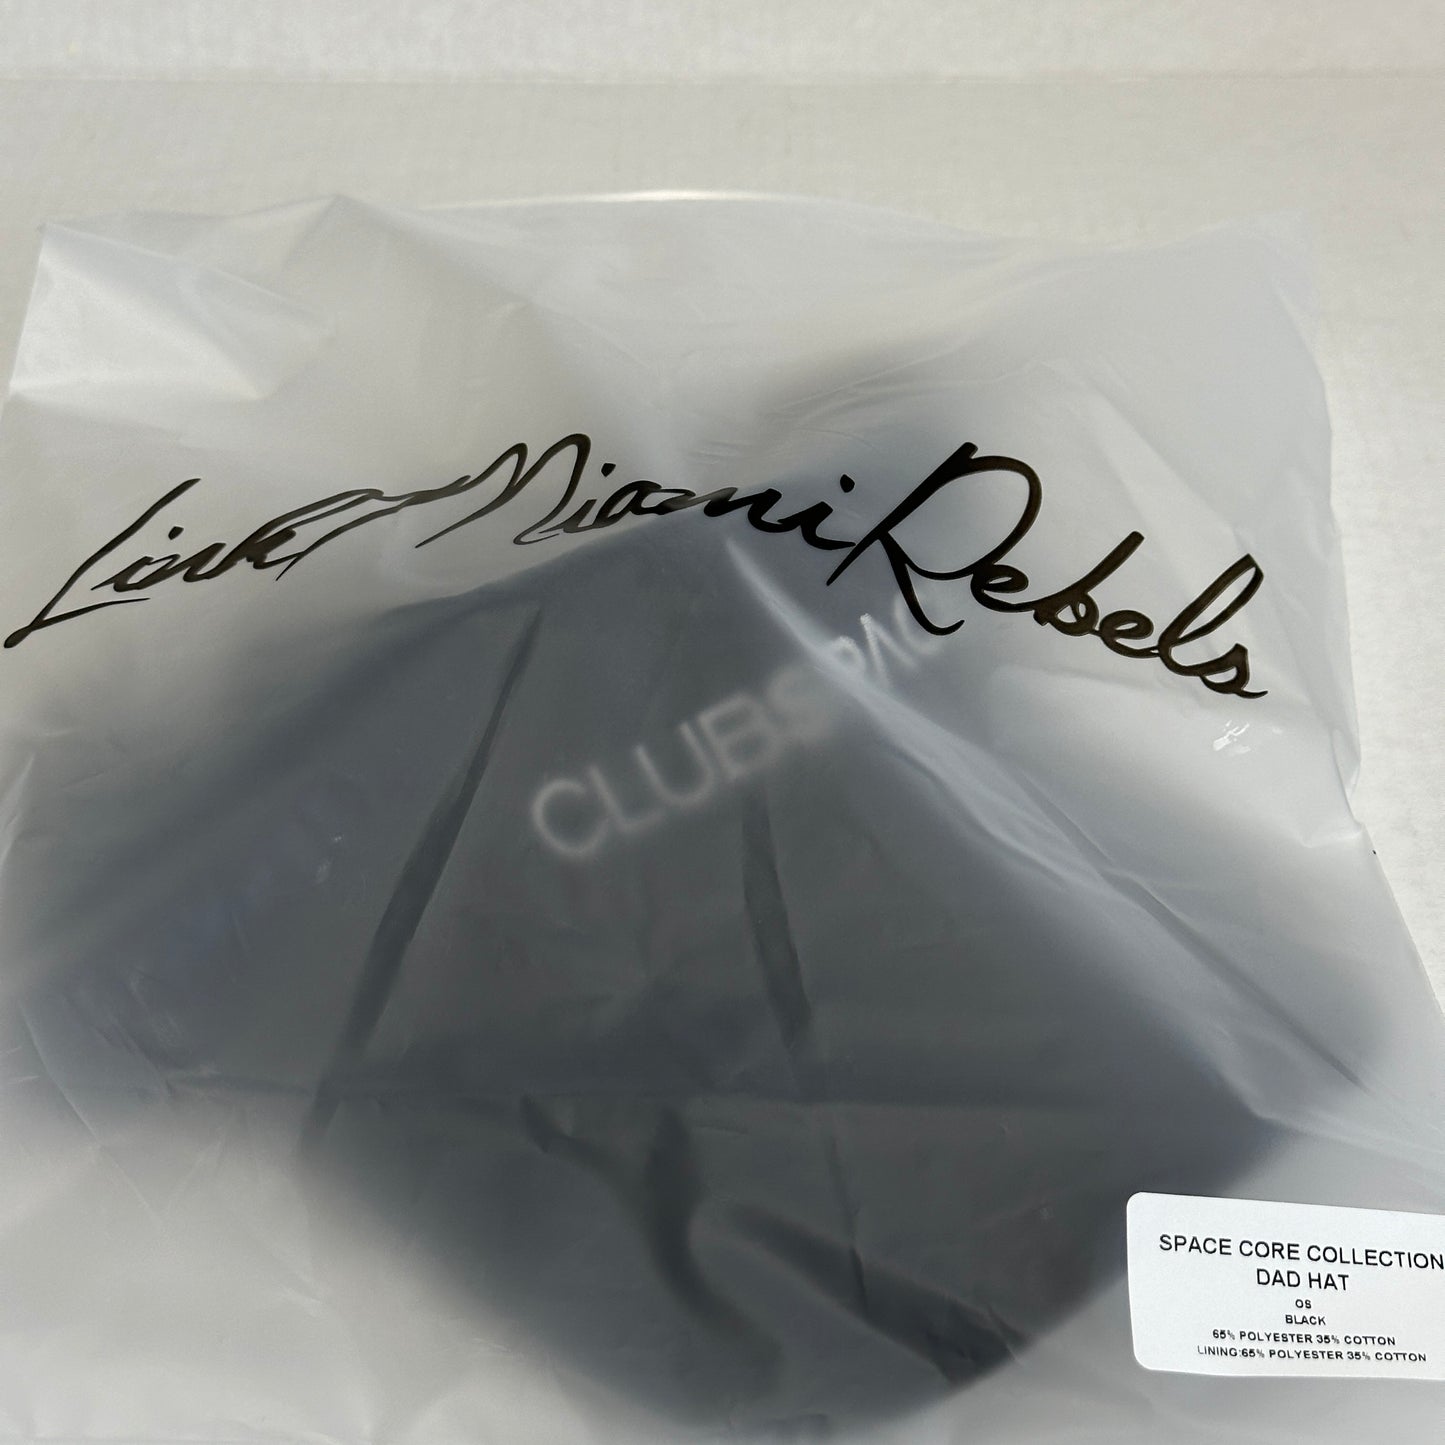 Link Miami Rebels
CLUBSPAC
SPACE CORE COLLECTION
DAD HAT
OS
BLACK
65% POLYESTER 35% COTTON
LINING:65% POLYESTER 35% COTTON